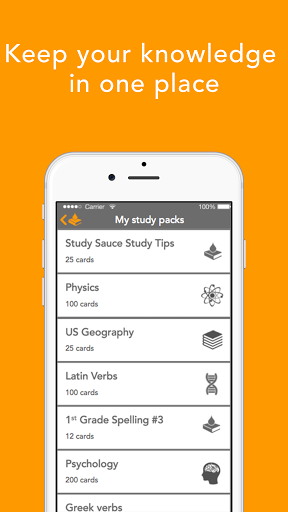 Keep your knowledge
in one place
Carrier 100%
My study packs
Study Sauce Study Tips
25 cards
Physics
100 cards
US Geography
25 cards
Latin Verbs
100 cards
1st Grade Spelling #3
12 cards
Psychology
200 cards
Greek verbs